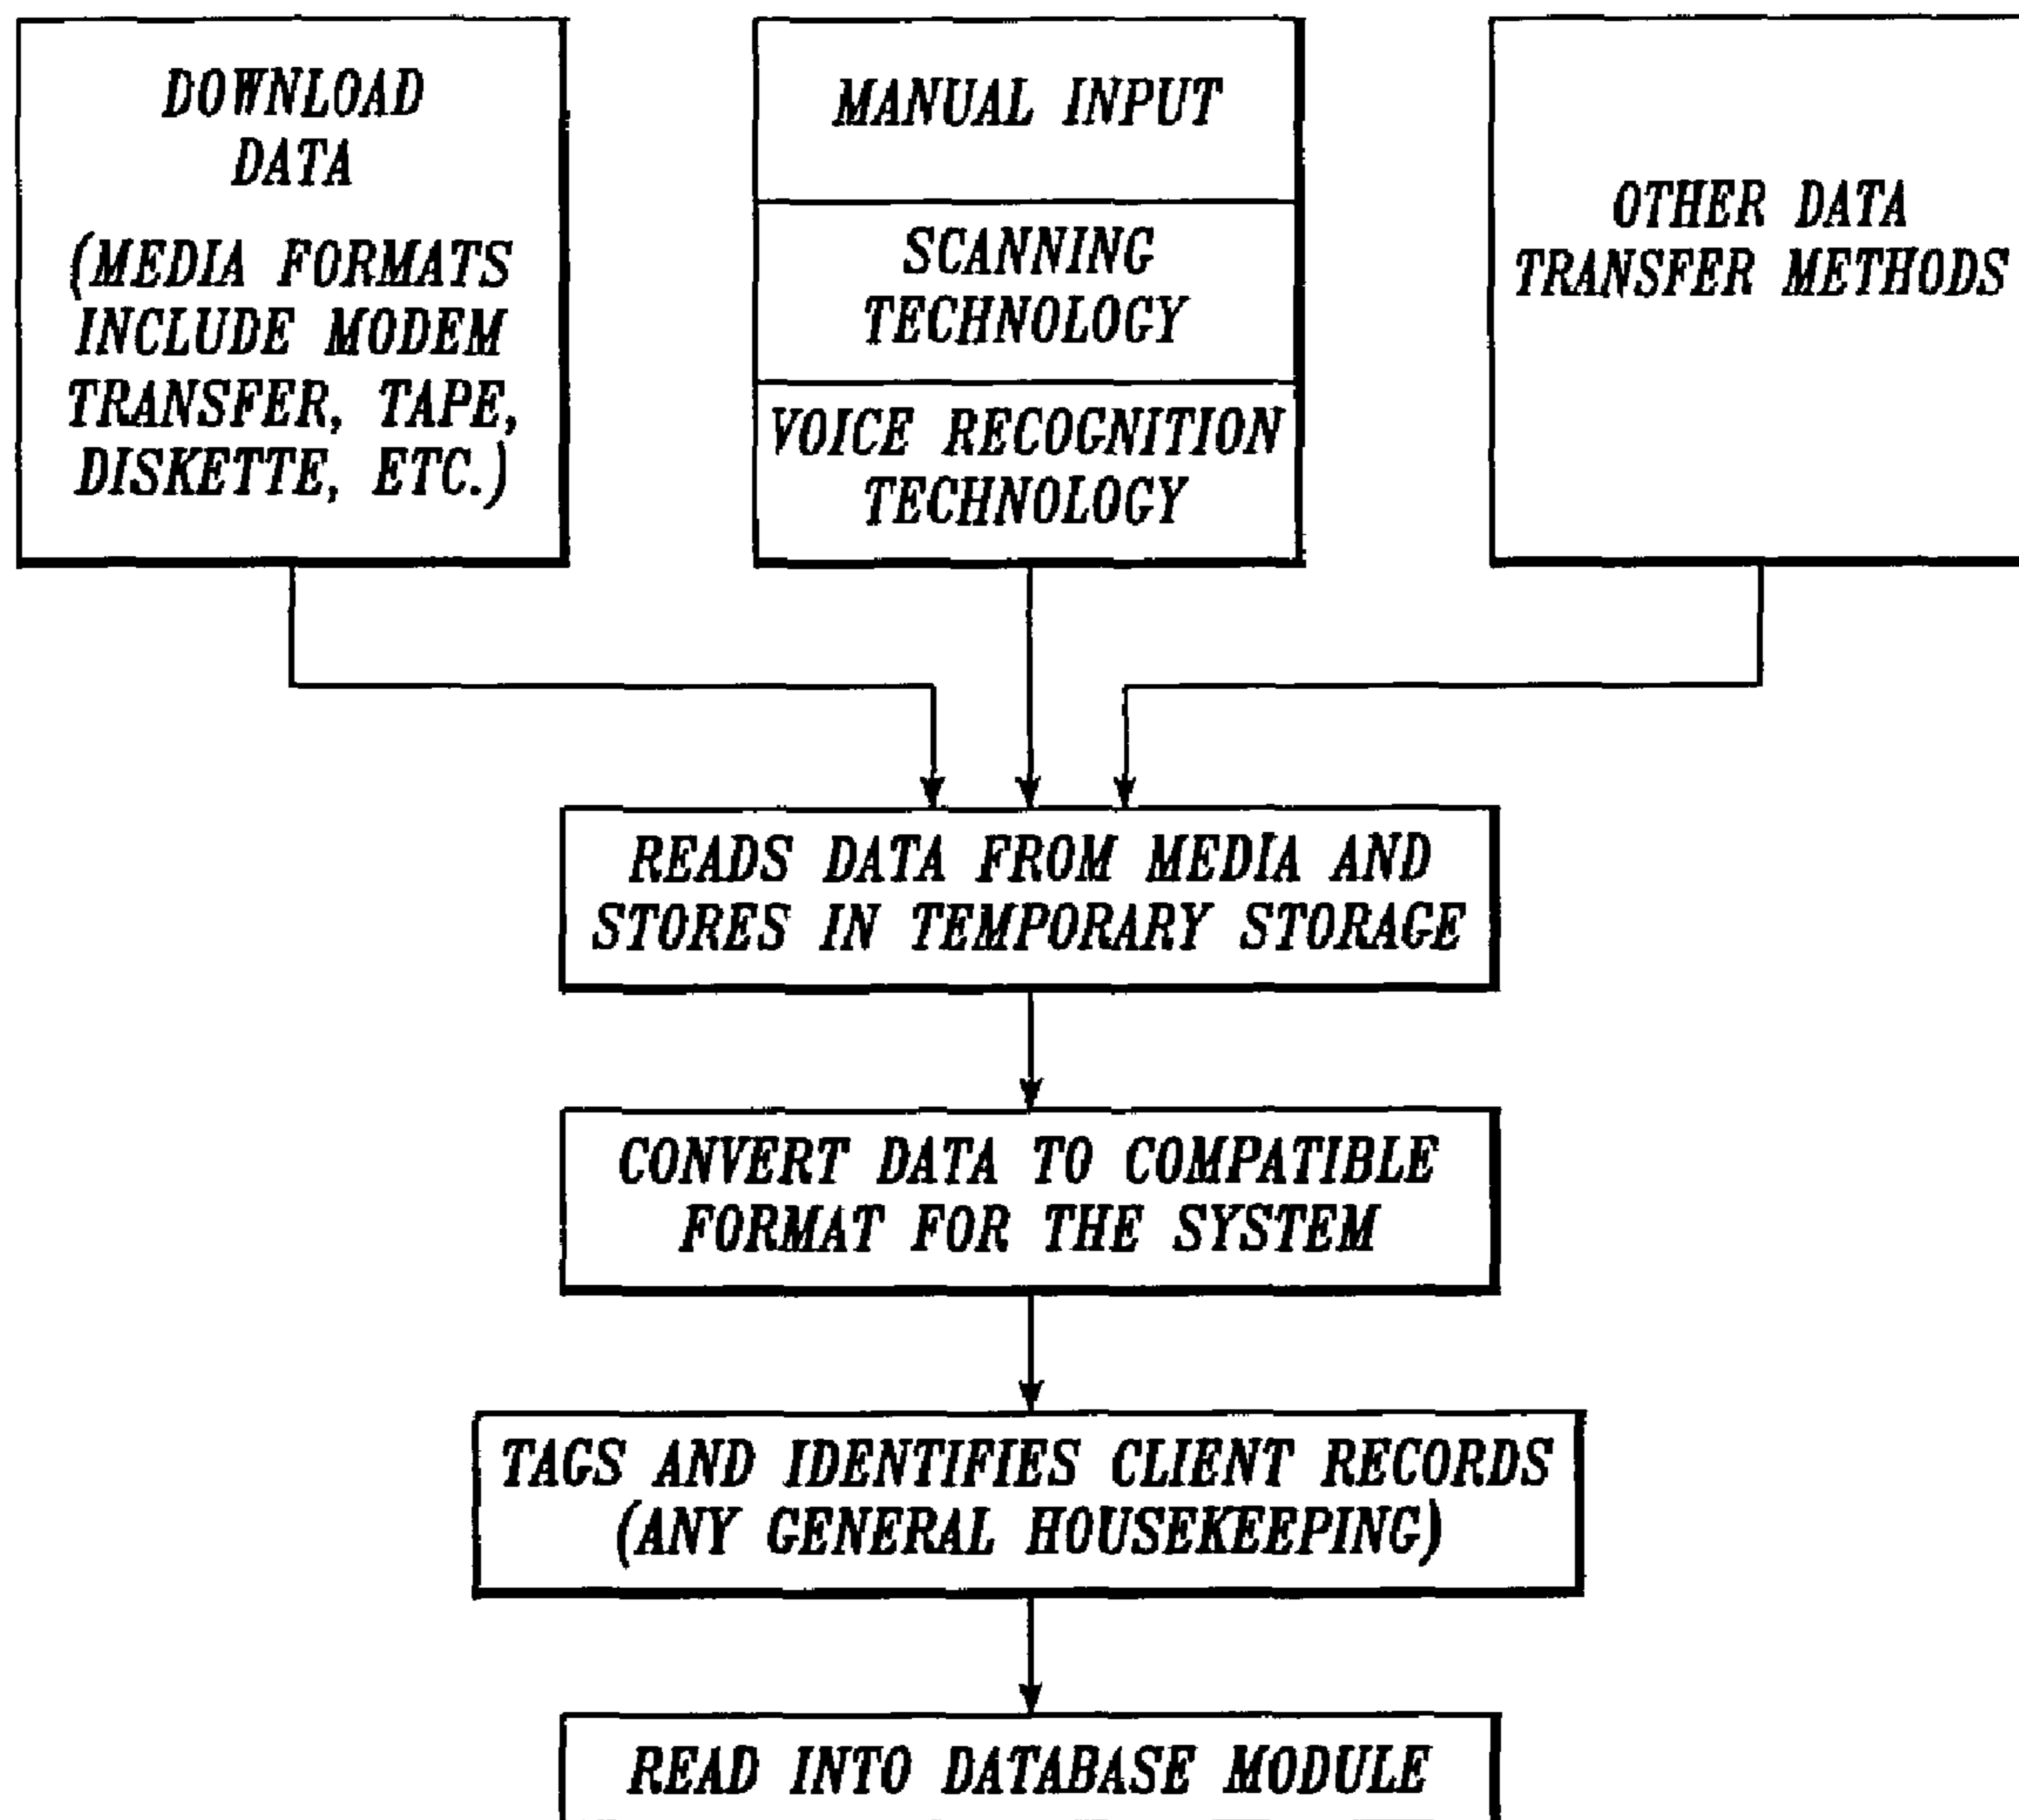 DOWNLOAD
DATA
(MEDIA FORMATS
INCLUDE MODEM
TRANSFER, TAPE,
DISKETTE, ETC.)
MANUAL INPUT
SCANNING
TECHNOLOGY
VOICE RECOGNITION
TECHNOLOGY
OTHER DATA
TRANSFER METHODS
READS DATA FROM MEDIA AND
STORES IN TEMPORARY STORAGE
CONVERT DATA TO COMPATIBLE
FORMAT FOR THE SYSTEM
TAGS AND IDENTIFIES CLIENT RECORDS
(ANY GENERAL HOUSEKEEPING)
READ INTO DATABASE MODULE